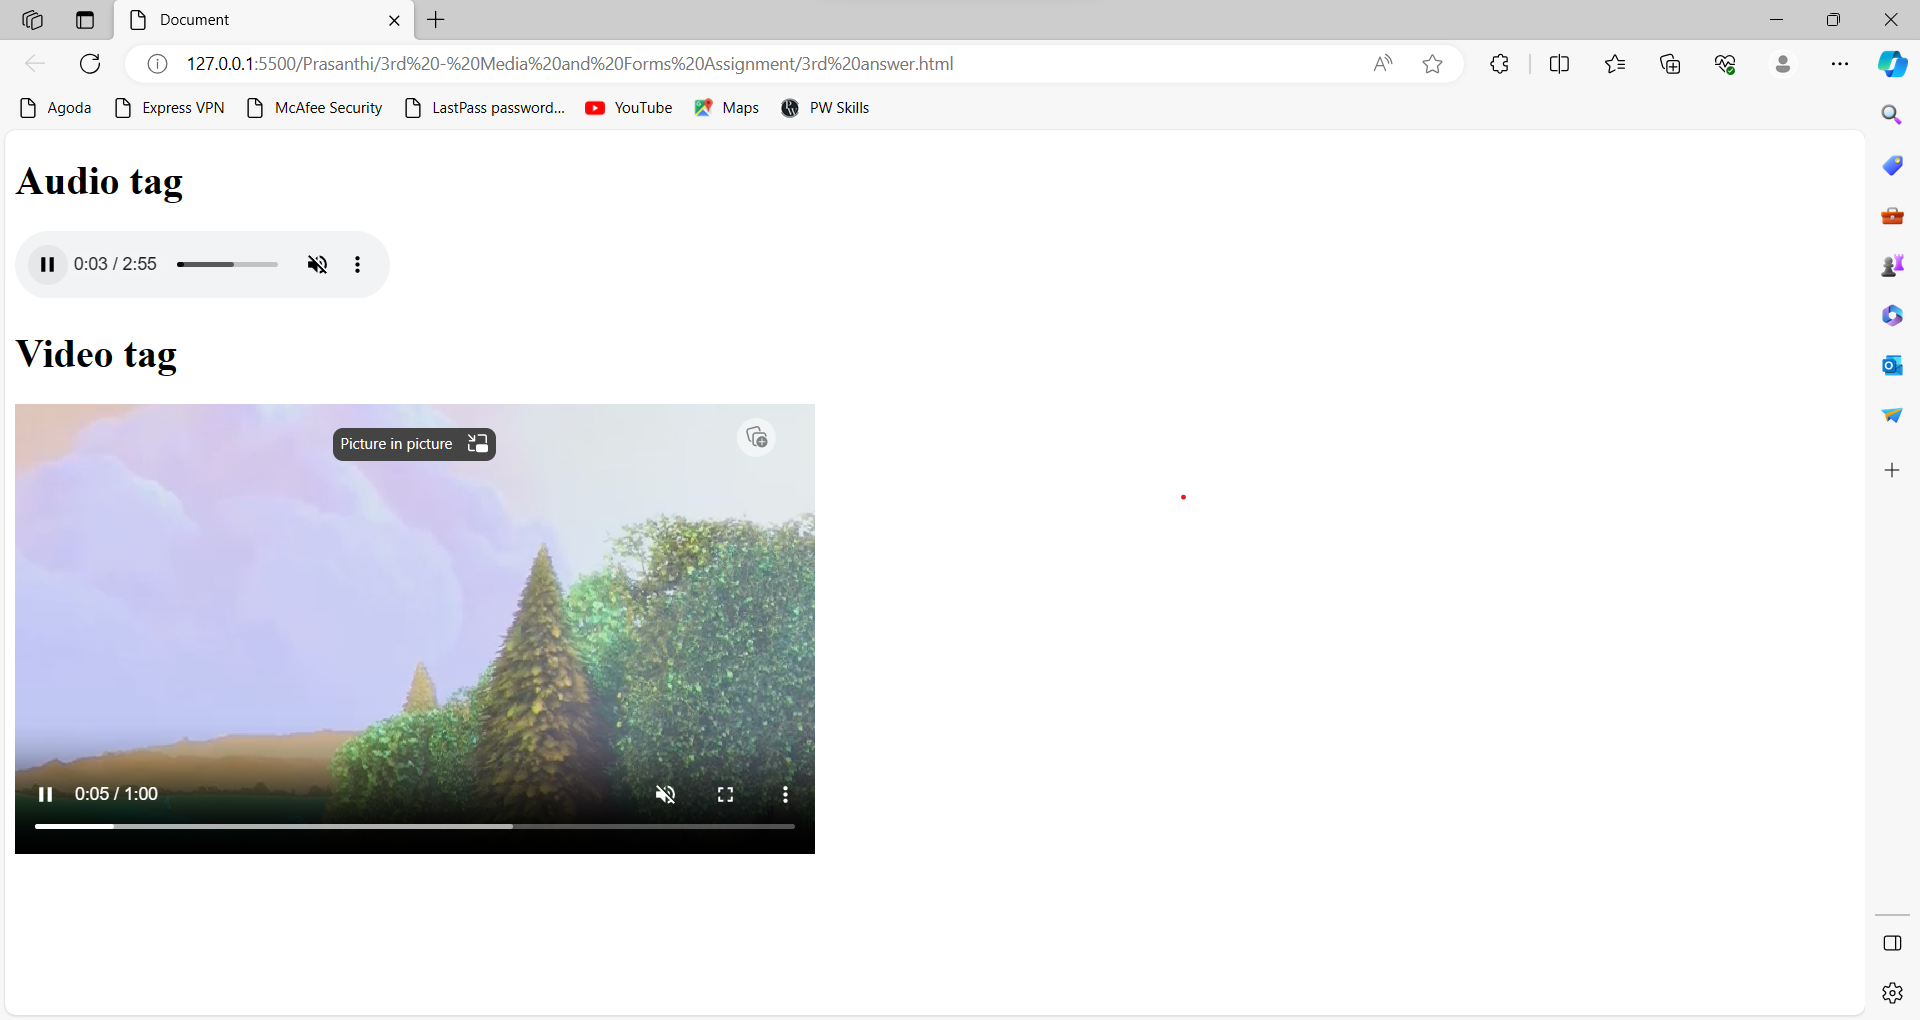 Document
127.0.0.1:5500/Prasanthi/3rd%20-%20Media%20and%20Forms%20Assignment/3rd%20answer.html
Agoda Express VPN McAfee Security LastPass password... YouTube Maps PW Skills
Audio tag
0:03 / 2:55
Video tag
Picture in picture
0:05 / 1:00